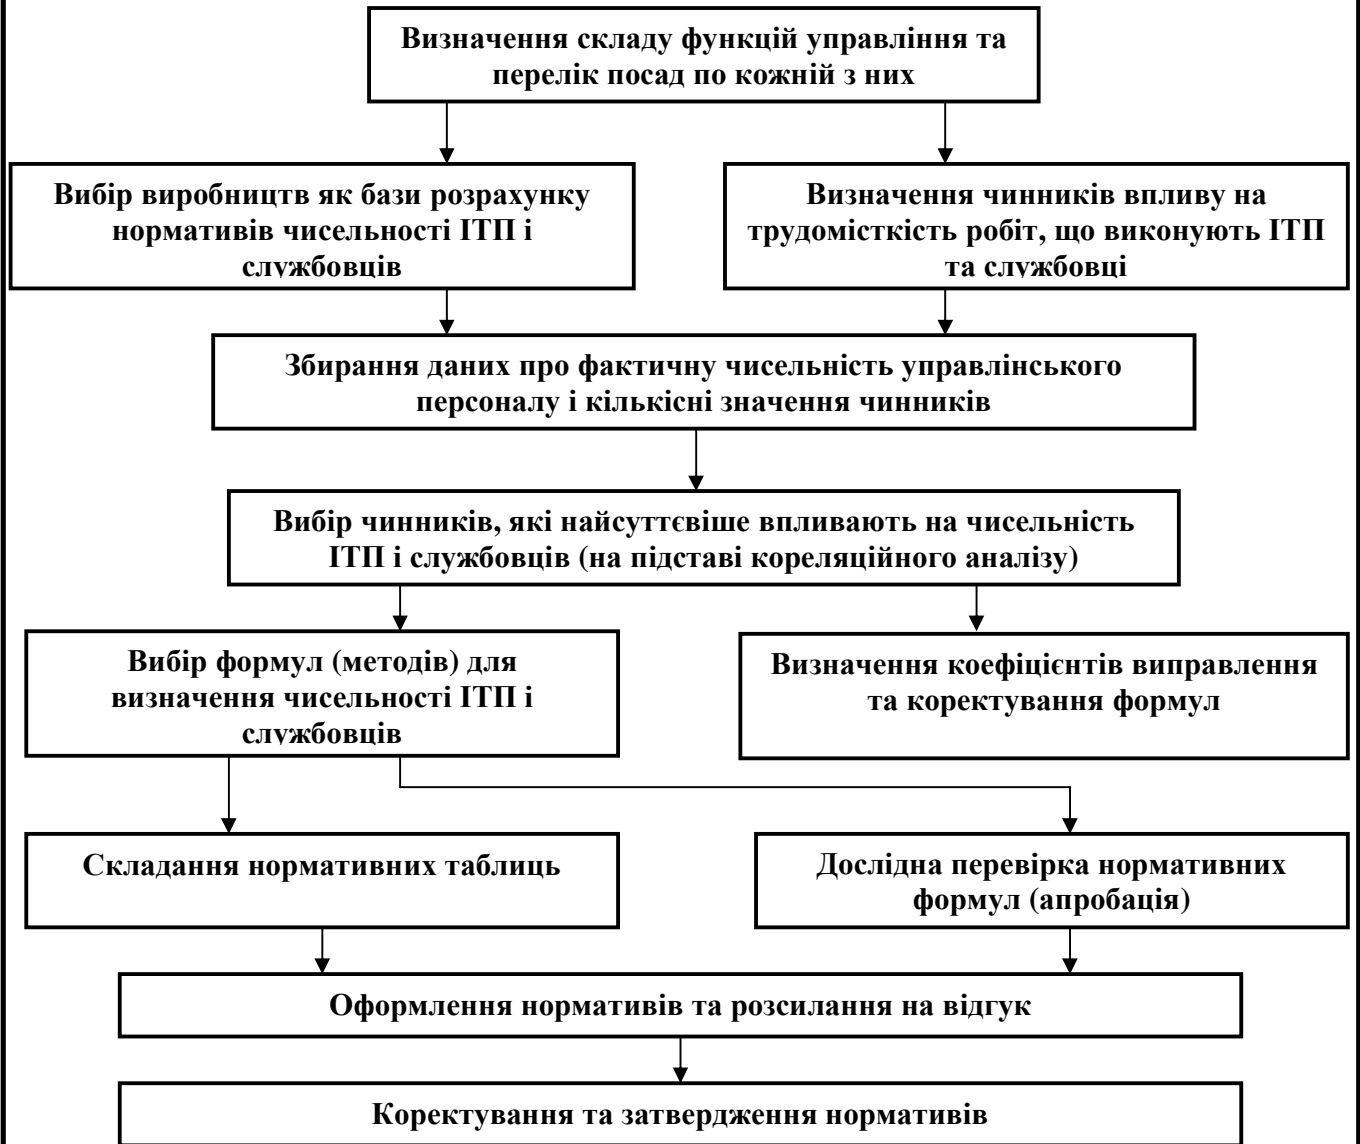 Визначення складу функцій управління та
перелік посад по кожній з них
Вибір виробництв як бази розрахунку
нормативів чисельності ІТП і
службовців
Визначення чинників впливу на
трудомісткість робіт, що виконують ІТП
та службовці
Збирання даних про фактичну чисельність управлінського
персоналу і кількісні значення чинників
Вибір чинників, які найсуттєвіше впливають на чисельність
ІТП і службовців (на підставі кореляційного аналізу)
Вибір формул (методів) для
визначення чисельності ІТП і
службовців
Визначення коефіцієнтів виправлення
та коректування формул
Складання нормативних таблиць
Дослідна перевірка нормативних
формул (апробація)
Оформлення нормативів та розсилання на відгук
Коректування та затвердження нормативів